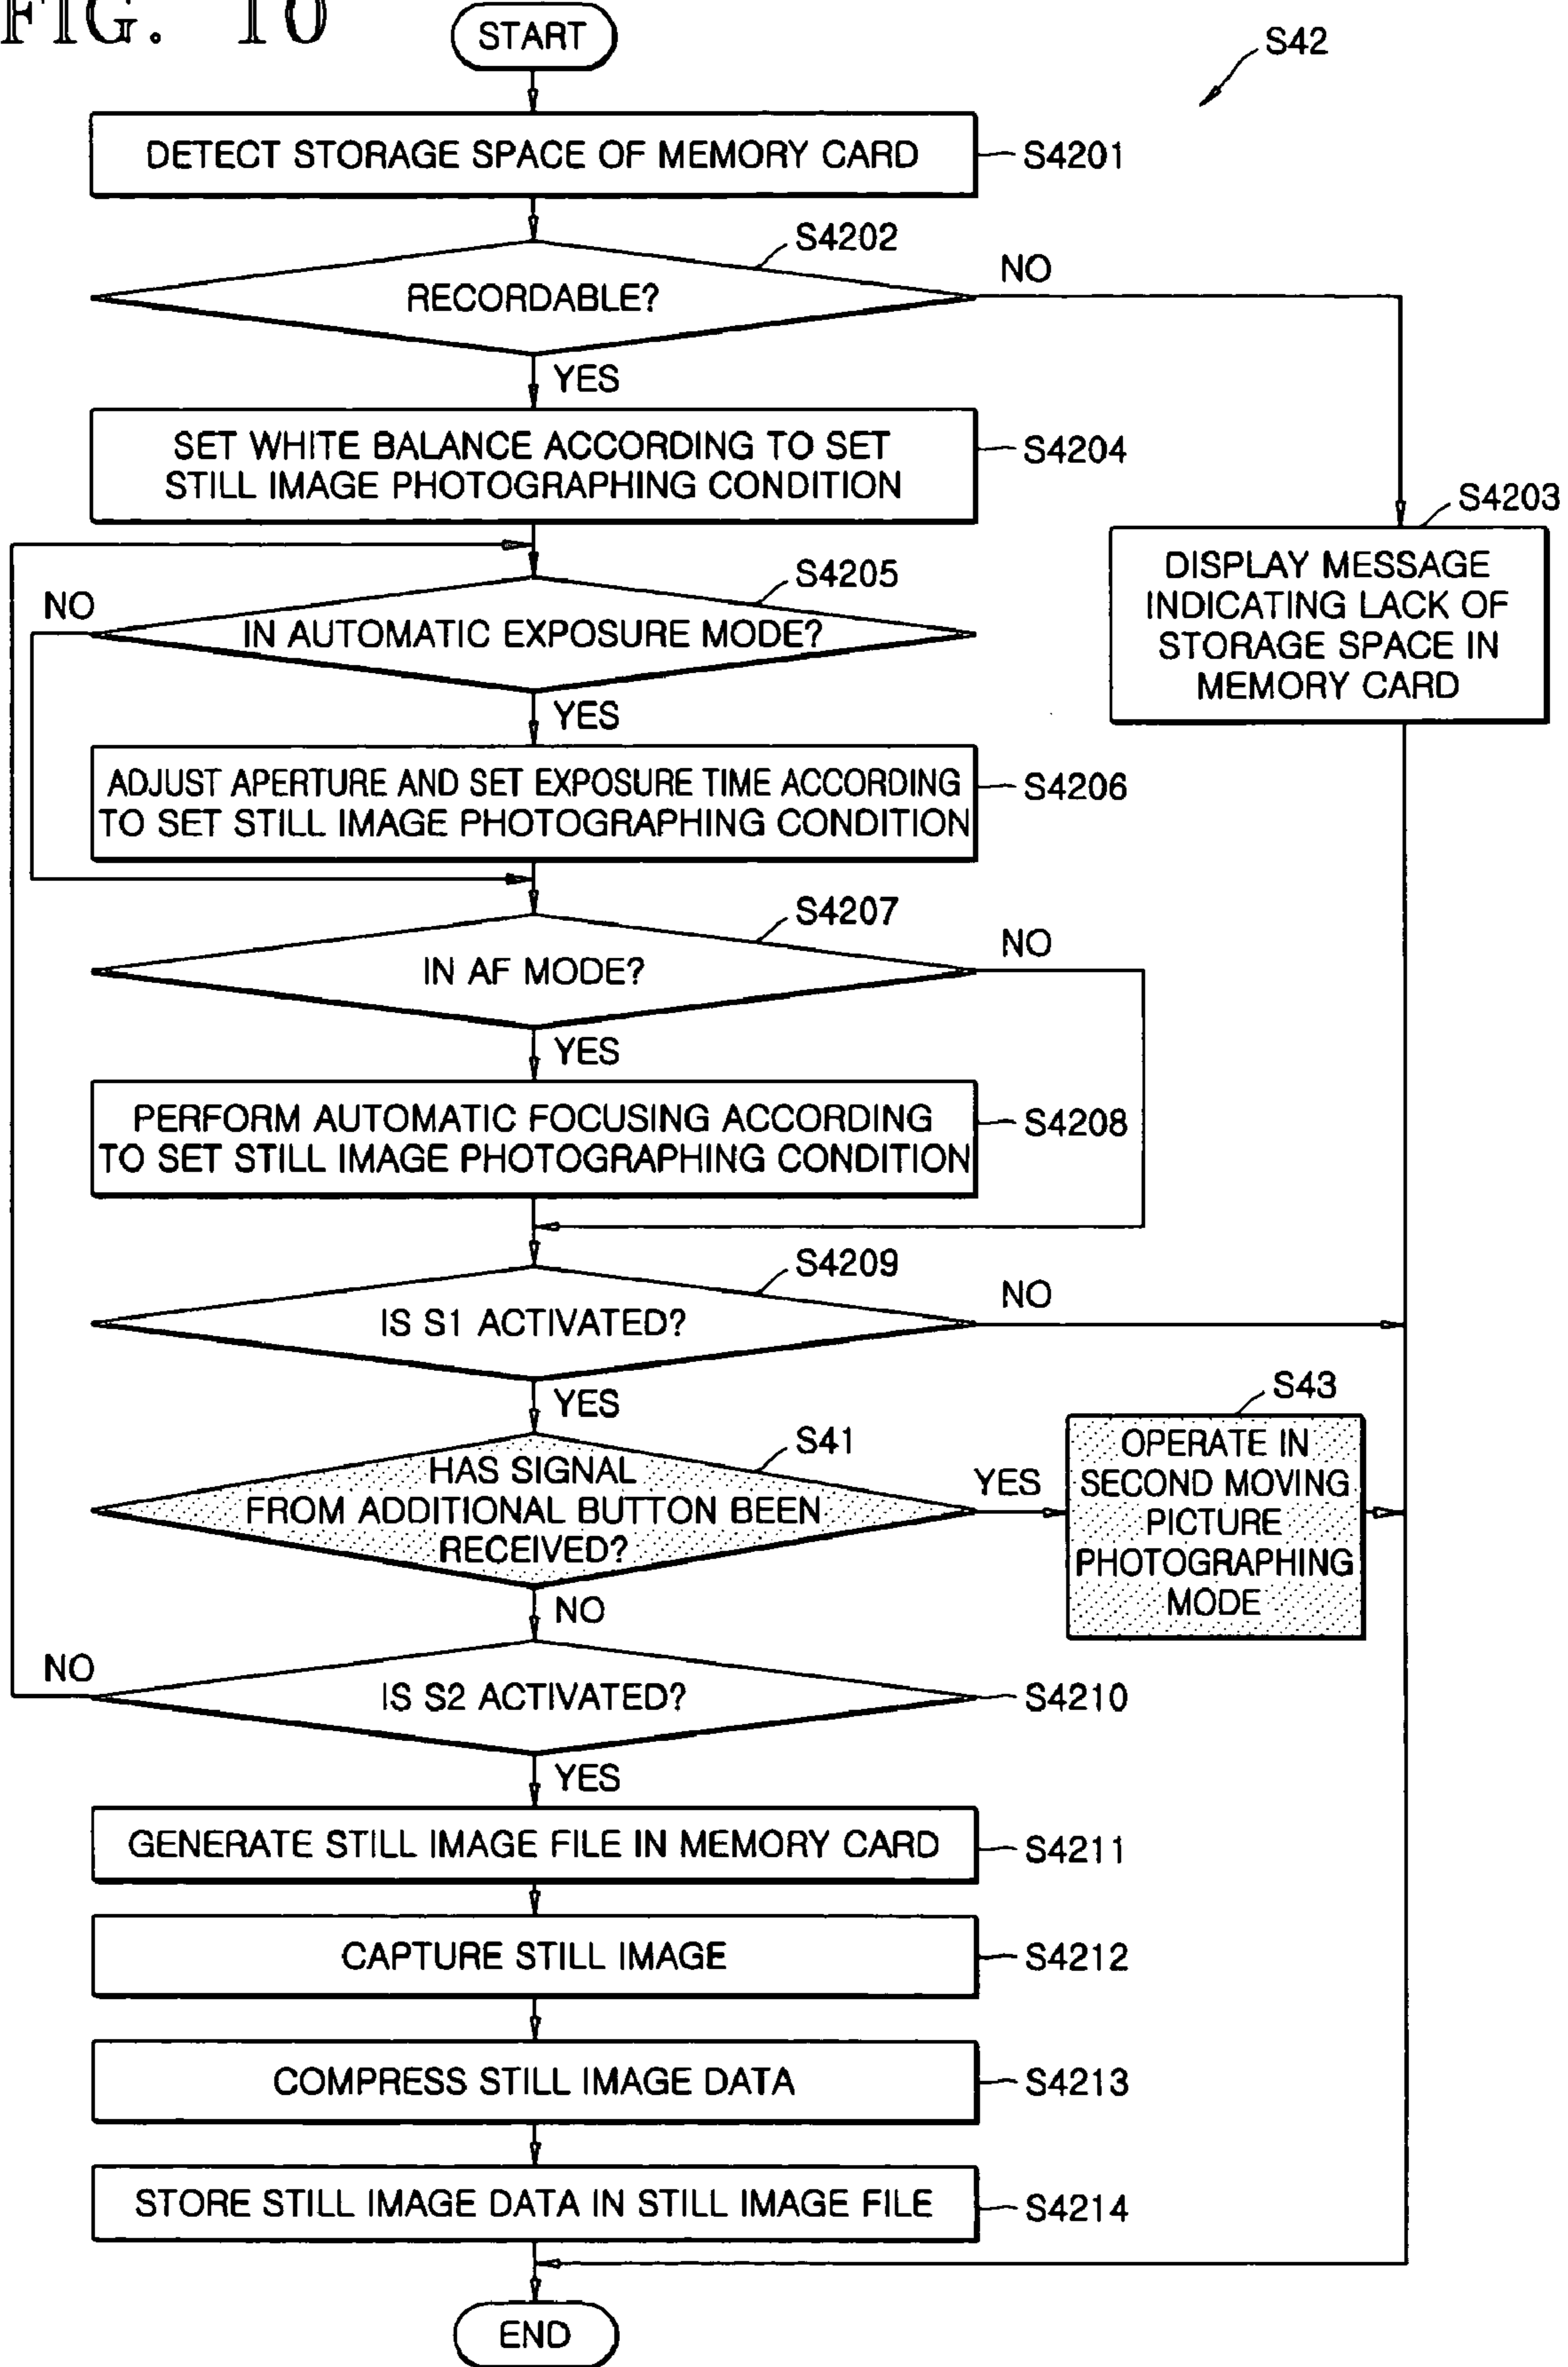 FIG. 10
START
S42
DETECT STORAGE SPACE OF MEMORY CARD
S4201
S4202
RECORDABLE?
NO
YES
SET WHITE BALANCE ACCORDING TO SET
STILL IMAGE PHOTOGRAPHING CONDITION
S4204
S4203
DISPLAY MESSAGE
INDICATING LACK OF
STORAGE SPACE IN
MEMORY CARD
S4205
NO
IN AUTOMATIC EXPOSURE MODE?
YES
ADJUST APERTURE AND SET EXPOSURE TIME ACCORDING
TO SET STILL IMAGE PHOTOGRAPHING CONDITION
S4206
S4207
NO
IN AF MODE?
YES
PERFORM AUTOMATIC FOCUSING ACCORDING
TO SET STILL IMAGE PHOTOGRAPHING CONDITION
S4208
S4209
NO
IS S1 ACTIVATED?
YES
S41
HAS SIGNAL
FROM ADDITIONAL BUTTON BEEN
RECEIVED?
YES
S43
OPERATE IN
SECOND MOVING
PICTURE
PHOTOGRAPHING
MODE
NO
NO
IS S2 ACTIVATED?
S4210
YES
GENERATE STILL IMAGE FILE IN MEMORY CARD
S4211
CAPTURE STILL IMAGE
S4212
COMPRESS STILL IMAGE DATA
S4213
STORE STILL IMAGE DATA IN STILL IMAGE FILE
S4214
END